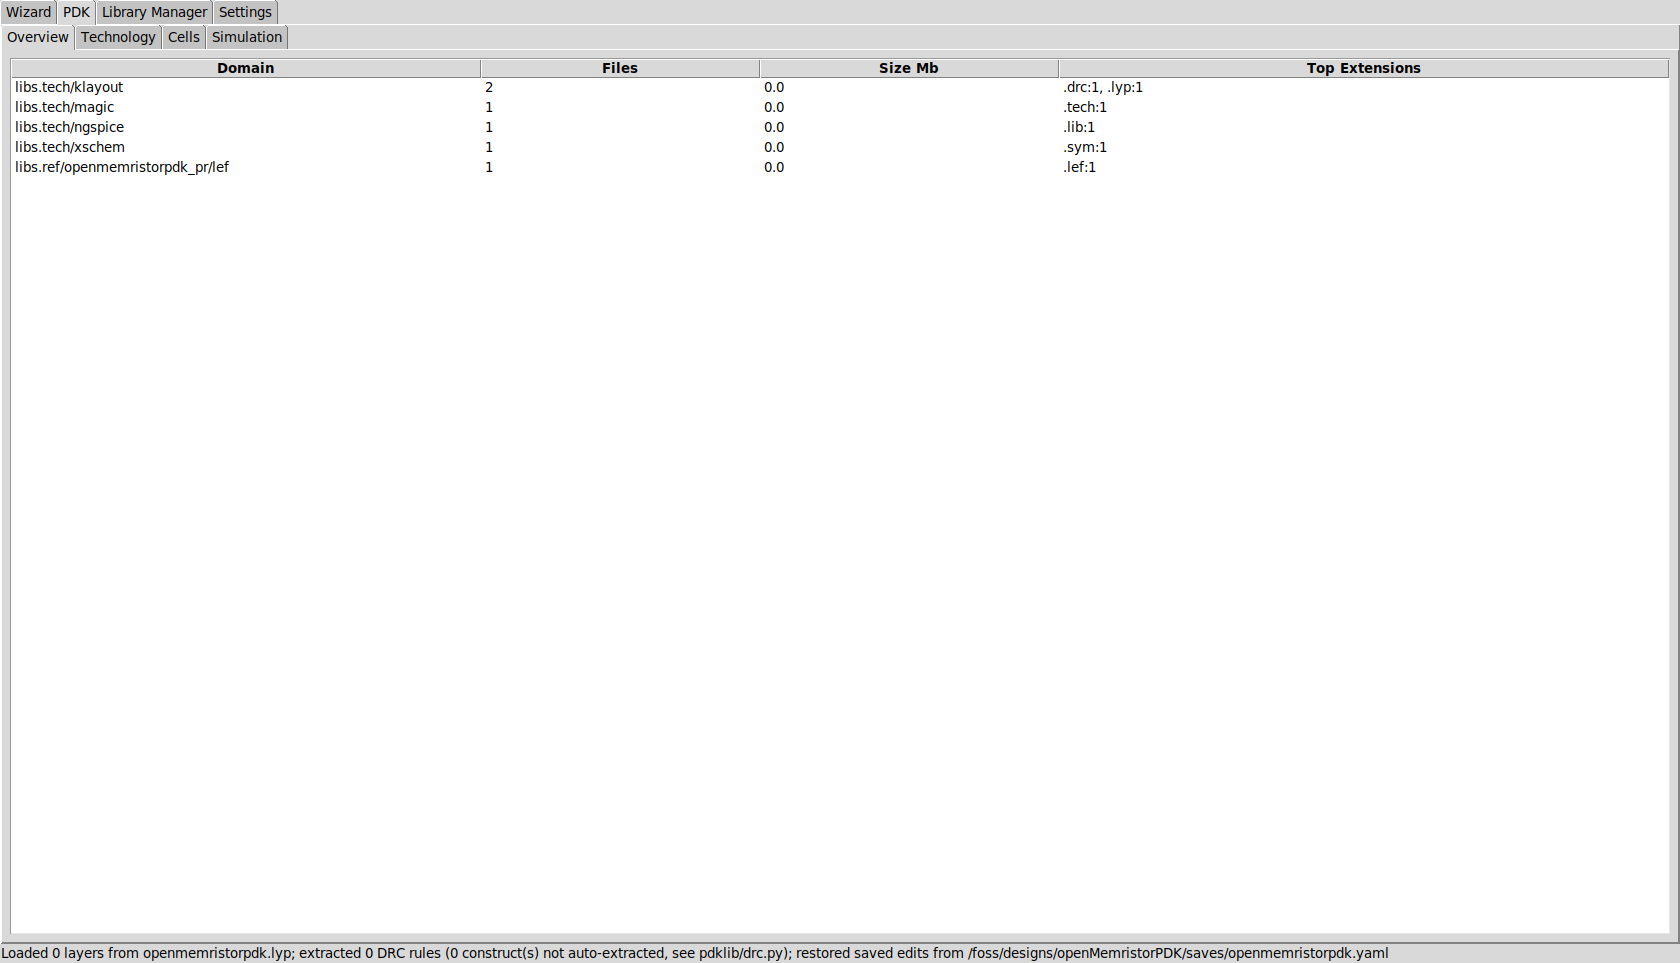 Wizard PDK Library Manager Settings
Overview Technology Cells Simulation
Domain Files Size Mb Top Extensions
libs.tech/klayout 2 0.0 .drc:1, .lyp:1
libs.tech/magic 1 0.0 .tech:1
libs.tech/ngspice 1 0.0 .lib:1
libs.tech/xschem 1 0.0 .sym:1
libs.ref/openmemristorpdk_pr/lef 1 0.0 .lef:1
Loaded 0 layers from openmemristorpdk.lyp; extracted 0 DRC rules (0 construct(s) not auto-extracted, see pdklib/drc.py); restored saved edits from /foss/designs/openMemristorPDK/saves/openmemristorpdk.yaml